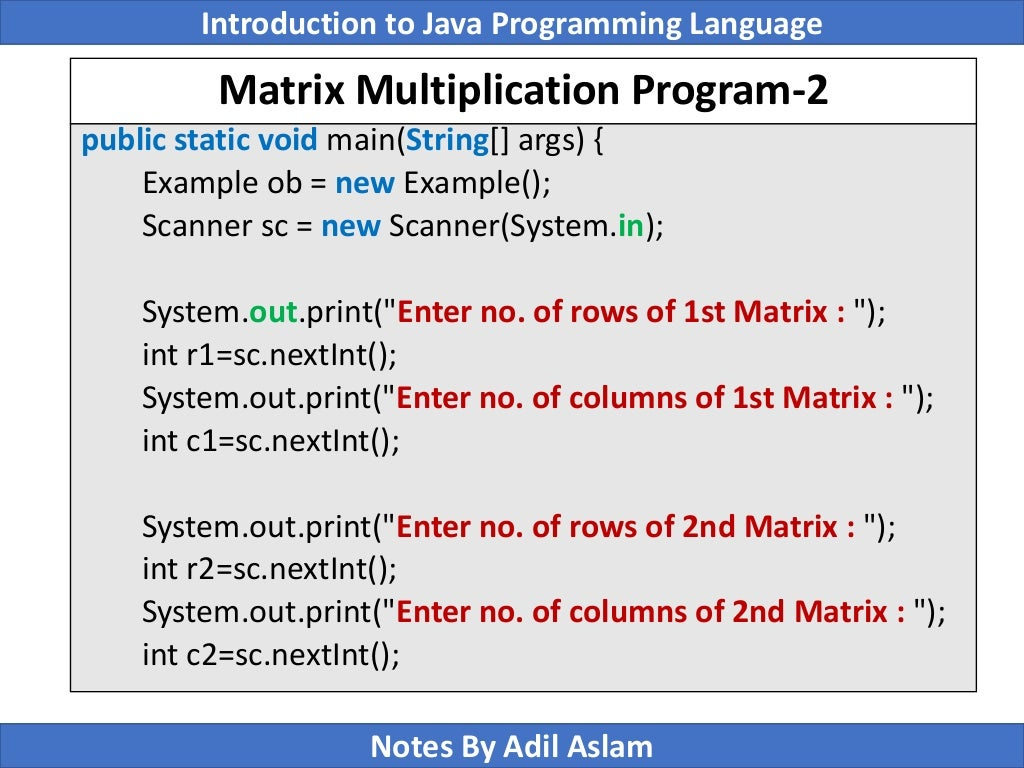 Introduction to Java Programming Language
Matrix Multiplication Program-2
public static void main(String[] args) {
Example ob = new Example();
Scanner sc = new Scanner(System.in);
System.out.print("Enter no. of rows of 1st Matrix : ");
int r1=sc.nextInt();
System.out.print("Enter no. of columns of 1st Matrix : ");
int c1=sc.nextInt();
System.out.print("Enter no. of rows of 2nd Matrix : ");
int r2=sc.nextInt();
System.out.print("Enter no. of columns of 2nd Matrix : ");
int c2=sc.nextInt();
Notes By Adil Aslam